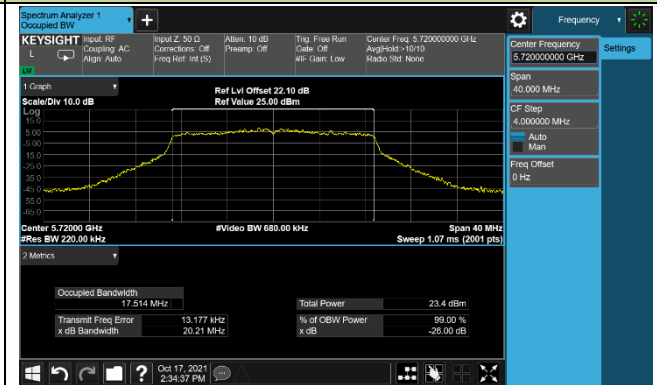 Spectrum Analyzer 1
Occupied BW
+
Frequency
KEYSIGHT
L
LXI
Input: RF
Coupling: AC
Align: Auto
Input Z: 50 Ω
Corrections: Off
Freq Ref: Int (S)
Atten: 10 dB
Preamp: Off
Trig: Free Run
Gate: Off
#IF Gain: Low
Center Freq: 5.720000000 GHz
Avg|Hold:>10/10
Radio Std: None
Center Frequency
5.720000000 GHz
Settings
Span
40.000 MHz
CF Step
4.000000 MHz
Auto
Man
Freq Offset
0 Hz
1 Graph
Scale/Div 10.0 dB
Ref Lvl Offset 22.10 dB
Ref Value 25.00 dBm
Log
15.0
5.00
-5.00
-15.0
-25.0
-35.0
-45.0
-55.0
-65.0
Center 5.72000 GHz
#Video BW 680.00 kHz
Span 40 MHz
#Res BW 220.00 kHz
Sweep 1.07 ms (2001 pts)
2 Metrics
Occupied Bandwidth
17.514 MHz
Total Power
23.4 dBm
Transmit Freq Error
13.177 kHz
% of OBW Power
99.00 %
x dB Bandwidth
20.21 MHz
x dB
-26.00 dB
?
Oct 17, 2021
2:34:37 PM